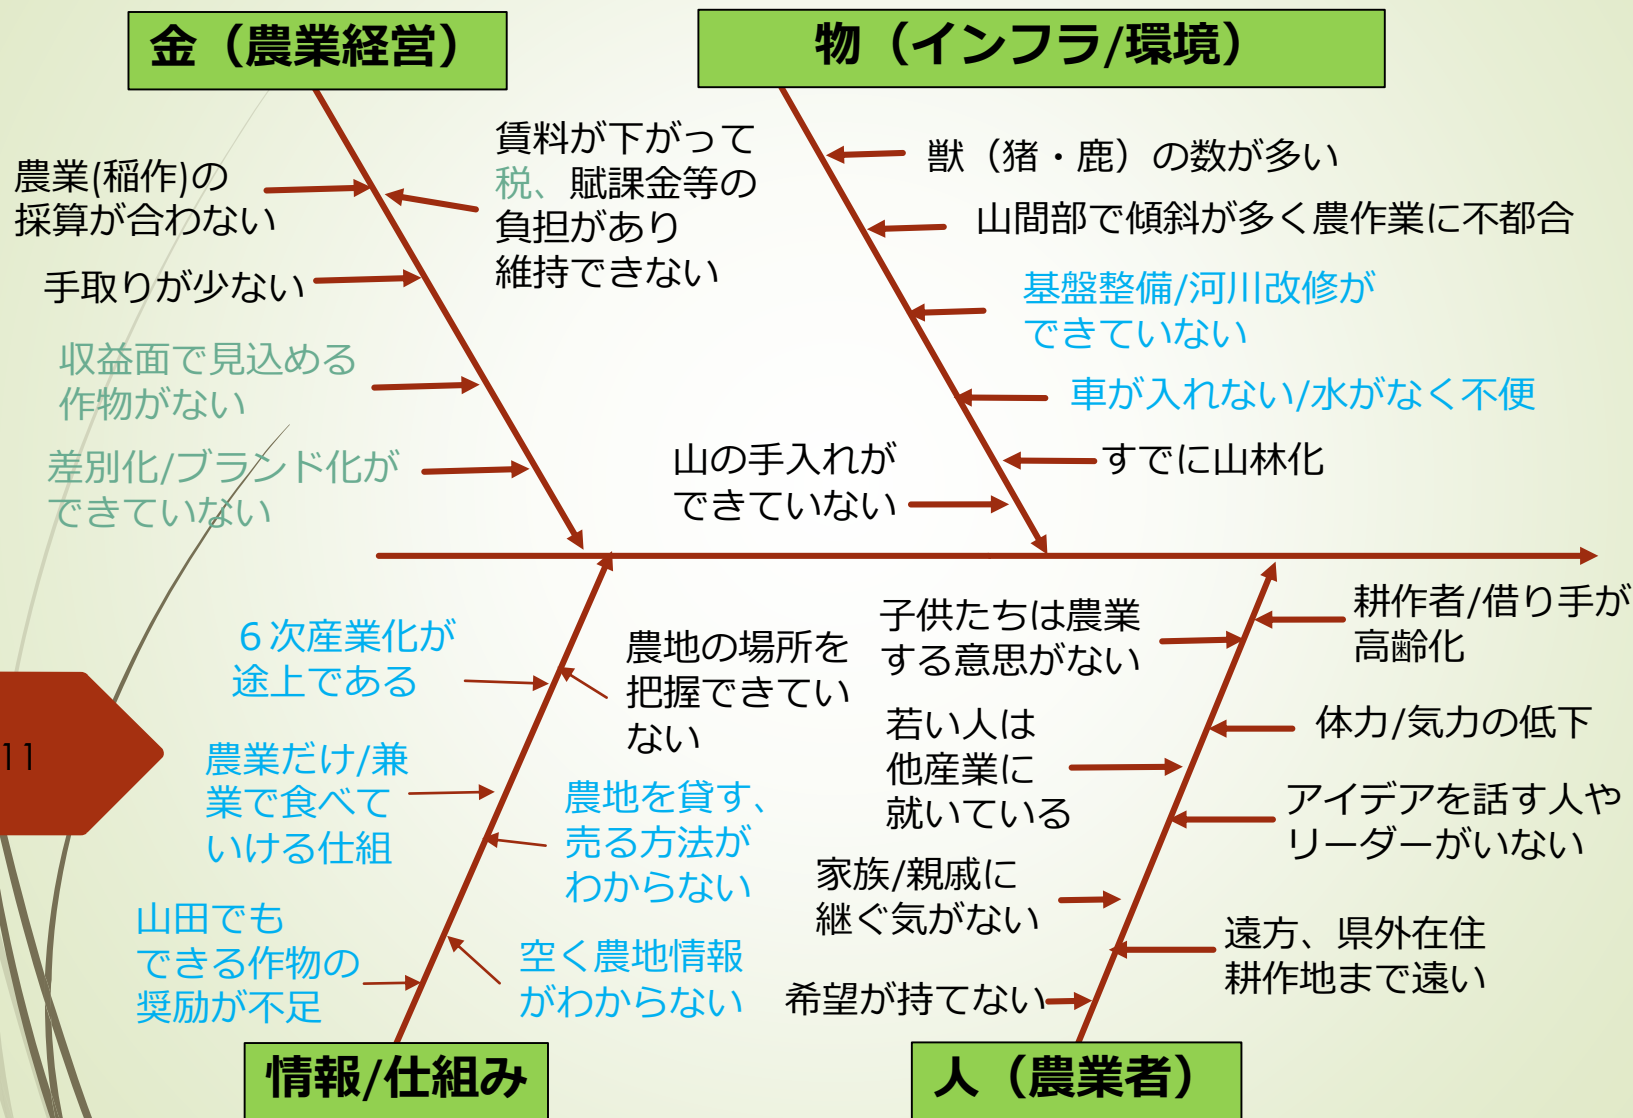 金（農業経営）
物（インフラ/環境）
農業(稲作)の
採算が合わない
賃料が下がって
税、賦課金等の
負担があり
維持できない
手取りが少ない
収益面で見込める
作物がない
差別化/ブランド化が
できていない
獣（猪・鹿）の数が多い
山間部で傾斜が多く農作業に不都合
基盤整備/河川改修が
できていない
車が入れない/水がなく不便
すでに山林化
山の手入れが
できていない
６次産業化が
途上である
農地の場所を
把握できてい
ない
農業だけ/兼
業で食べて
いける仕組
農地を貸す、
売る方法が
わからない
山田でも
できる作物の
奨励が不足
空く農地情報
がわからない
子供たちは農業
する意思がない
耕作者/借り手が
高齢化
若い人は
他産業に
就いている
体力/気力の低下
アイデアを話す人や
リーダーがいない
家族/親戚に
継ぐ気がない
遠方、県外在住
耕作地まで遠い
希望が持てない
情報/仕組み
人（農業者）
11